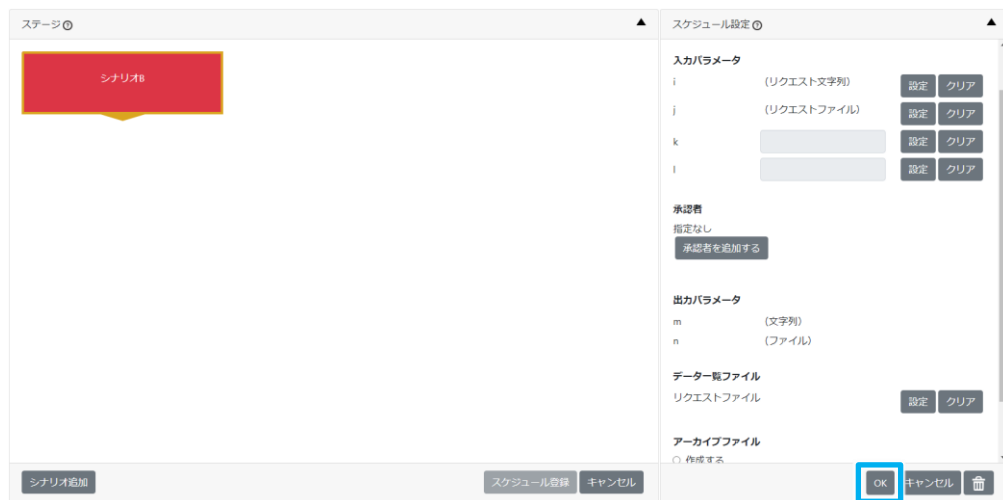 ステージ
シナリオB
シナリオ追加
スケジュール登録 キャンセル
スケジュール設定
入力パラメータ
i (リクエスト文字列) 設定 クリア
j (リクエストファイル) 設定 クリア
k 設定 クリア
l 設定 クリア
承認者
指定なし
承認者を追加する
出力パラメータ
m (文字列)
n (ファイル)
データ一覧ファイル
リクエストファイル 設定 クリア
アーカイブファイル
作成する
OK キャンセル